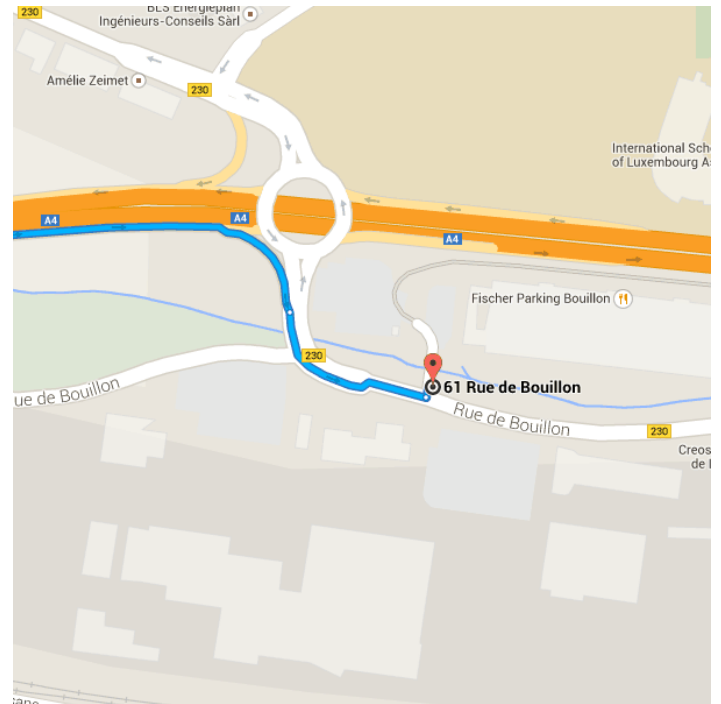 230
BLS Energieplan
Ingénieurs-Conseils Sàrl
Amélie Zeimet
230
International Sch
of Luxembourg A
A4
A4
A4
Fischer Parking Bouillon
230
61 Rue de Bouillon
ue de Bouillon
Rue de Bouillon
230
Creos
de